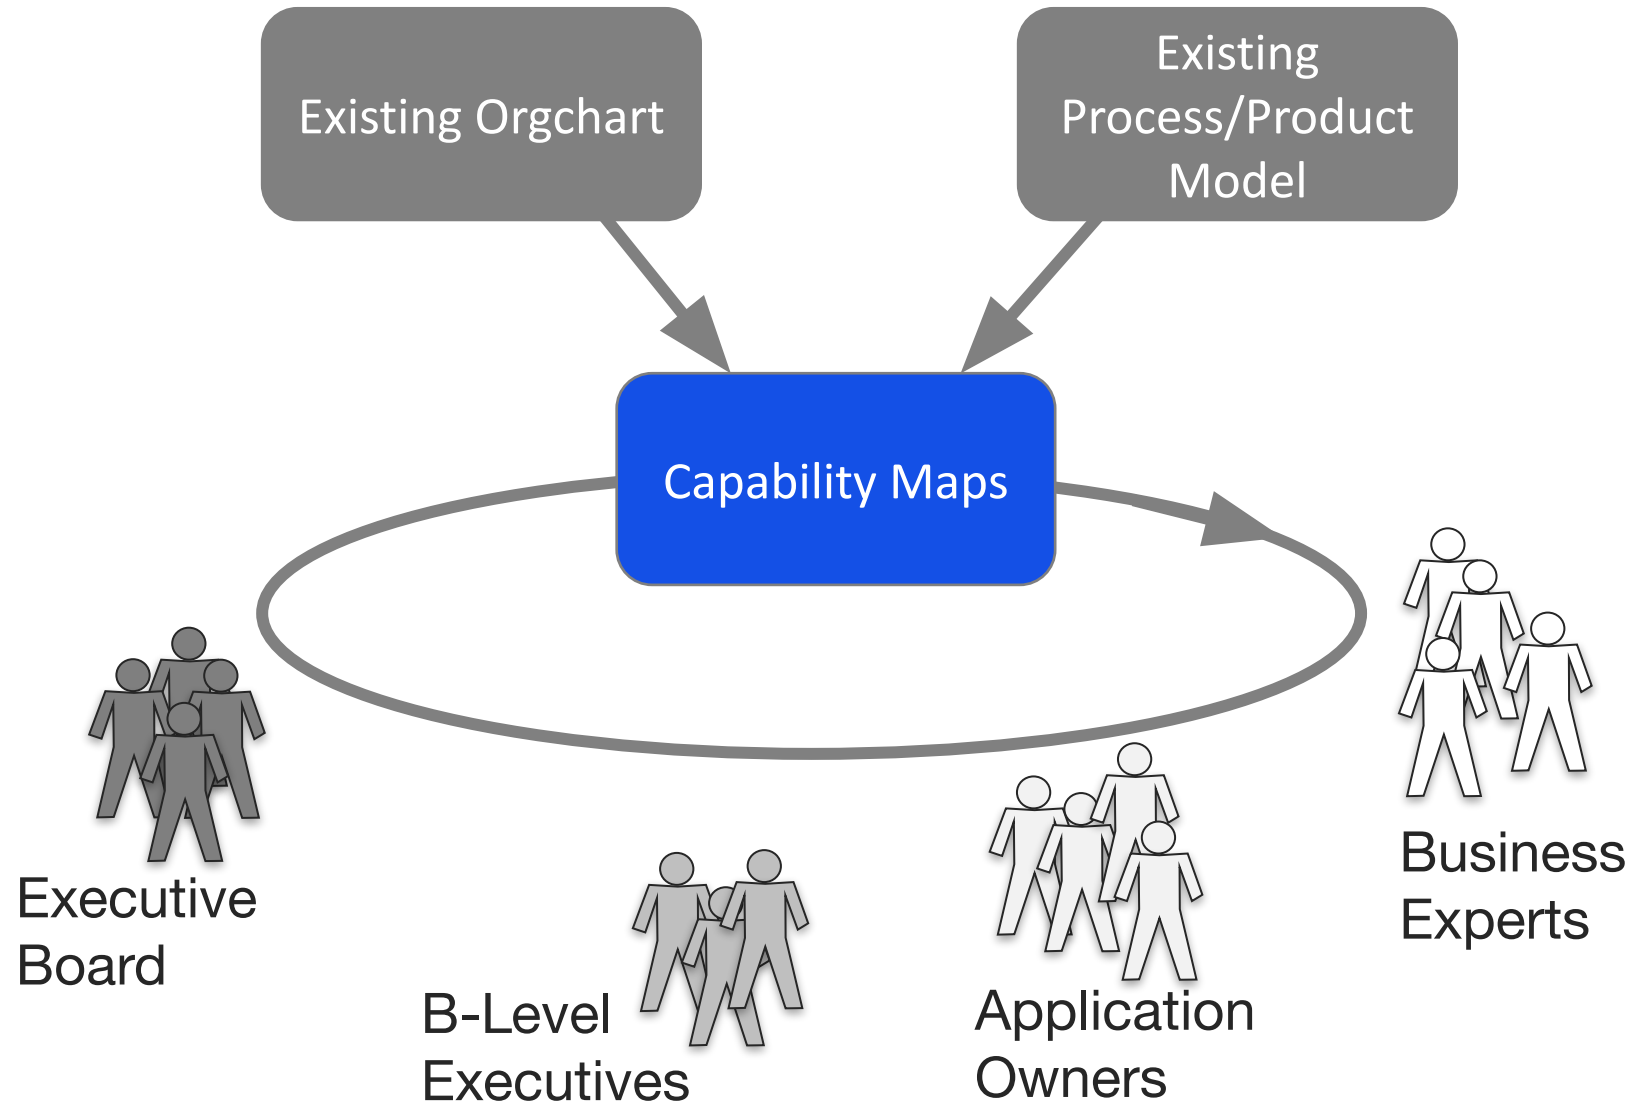 Existing Orgchart
Existing
Process/Product
Model
Capability Maps
Executive
Board
B-Level
Executives
Application
Owners
Business
Experts